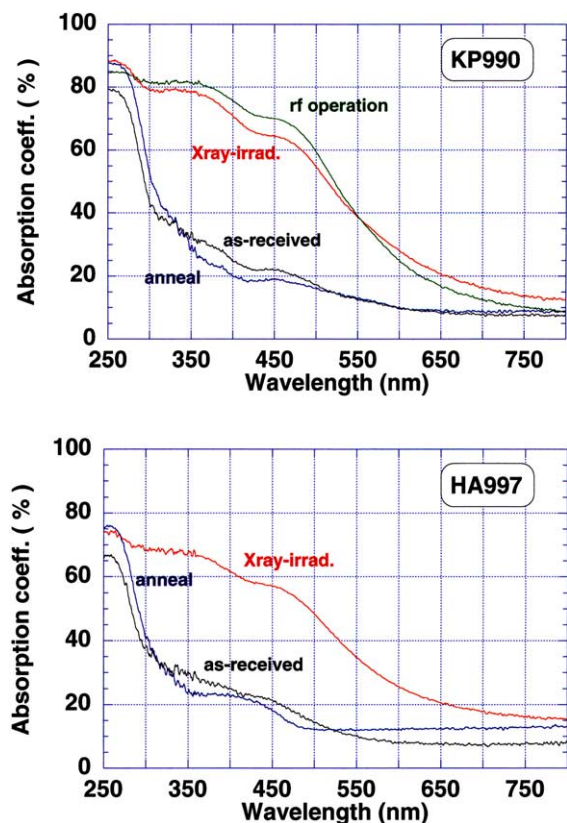 KP990
Absorption coeff. ( % )
100
80
60
40
20
0
rf operation
Xray-irrad.
as-received
anneal
250 350 450 550 650 750
Wavelength (nm)
HA997
Absorption coeff. ( % )
100
80
60
40
20
0
Xray-irrad.
anneal
as-received
250 350 450 550 650 750
Wavelength (nm)